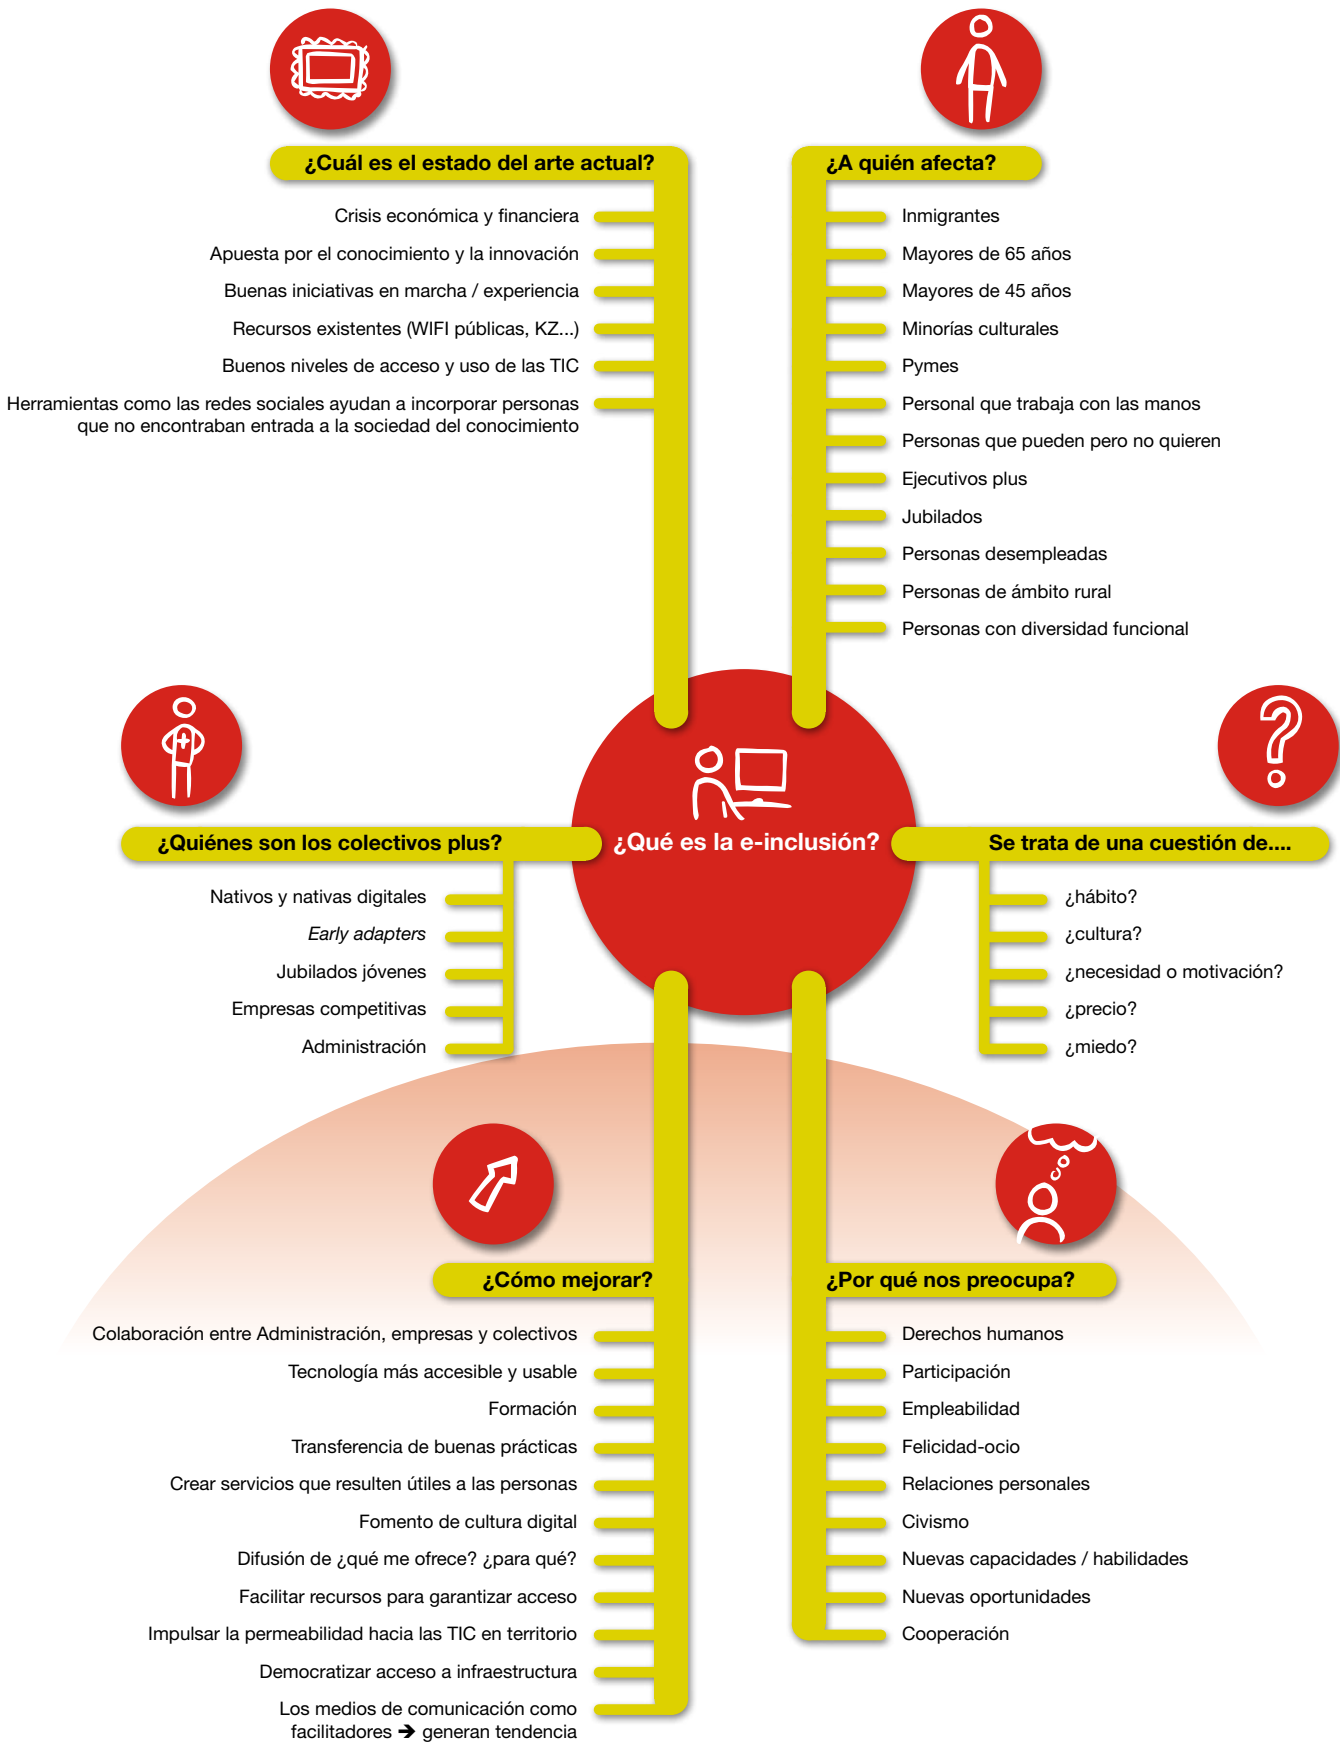 ¿Cuál es el estado del arte actual?
Crisis económica y financiera
Apuesta por el conocimiento y la innovación
Buenas iniciativas en marcha / experiencia
Recursos existentes (WIFI públicas, KZ...)
Buenos niveles de acceso y uso de las TIC
Herramientas como las redes sociales ayudan a incorporar personas
que no encontraban entrada a la sociedad del conocimiento
¿A quién afecta?
Inmigrantes
Mayores de 65 años
Mayores de 45 años
Minorías culturales
Pymes
Personal que trabaja con las manos
Personas que pueden pero no quieren
Ejecutivos plus
Jubilados
Personas desempleadas
Personas de ámbito rural
Personas con diversidad funcional
¿Quiénes son los colectivos plus?
Nativos y nativas digitales
Early adapters
Jubilados jóvenes
Empresas competitivas
Administración
¿Qué es la e-inclusión?
Se trata de una cuestión de....
¿hábito?
¿cultura?
¿necesidad o motivación?
¿precio?
¿miedo?
¿Cómo mejorar?
Colaboración entre Administración, empresas y colectivos
Tecnología más accesible y usable
Formación
Transferencia de buenas prácticas
Crear servicios que resulten útiles a las personas
Fomento de cultura digital
Difusión de ¿qué me ofrece? ¿para qué?
Facilitar recursos para garantizar acceso
Impulsar la permeabilidad hacia las TIC en territorio
Democratizar acceso a infraestructura
Los medios de comunicación como
facilitadores ➔ generan tendencia
¿Por qué nos preocupa?
Derechos humanos
Participación
Empleabilidad
Felicidad-ocio
Relaciones personales
Civismo
Nuevas capacidades / habilidades
Nuevas oportunidades
Cooperación